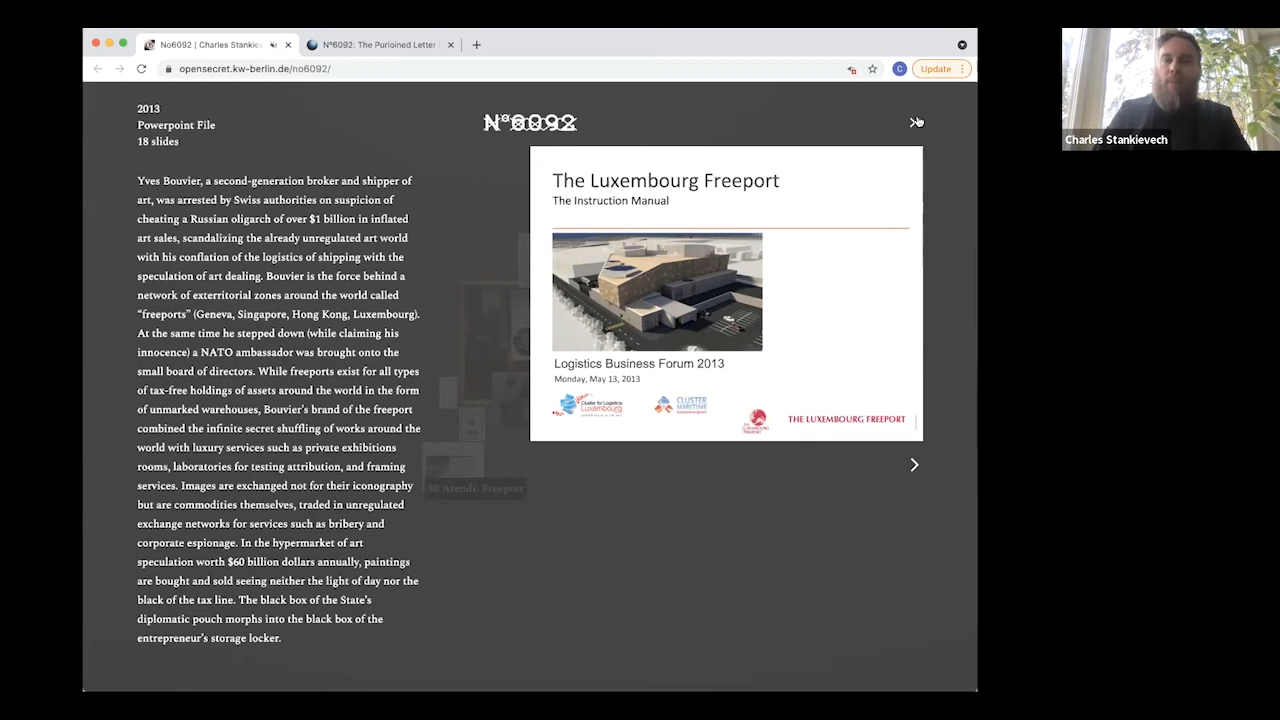 No6092 | Charles Stankiev
N°6092: The Purloined Letter
opensecret.kw-berlin.de/no6092/
C
Update
2013
Powerpoint File
18 slides
Yves Bouvier, a second-generation broker and shipper of
art, was arrested by Swiss authorities on suspicion of
cheating a Russian oligarch of over $1 billion in inflated
art sales, scandalizing the already unregulated art world
with his conflation of the logistics of shipping with the
speculation of art dealing. Bouvier is the force behind a
network of exterritorial zones around the world called
“freeports” (Geneva, Singapore, Hong Kong, Luxembourg).
At the same time he stepped down (while claiming his
innocence) a NATO ambassador was brought onto the
small board of directors. While freeports exist for all types
of tax-free holdings of assets around the world in the form
of unmarked warehouses, Bouvier’s brand of the freeport
combined the infinite secret shuffling of works around the
world with luxury services such as private exhibitions
rooms, laboratories for testing attribution, and framing
services. Images are exchanged not for their iconography
but are commodities themselves, traded in unregulated
exchange networks for services such as bribery and
corporate espionage. In the hypermarket of art
speculation worth $60 billion dollars annually, paintings
are bought and sold seeing neither the light of day nor the
black of the tax line. The black box of the State’s
diplomatic pouch morphs into the black box of the
entrepreneur’s storage locker.
N°6092
The Luxembourg Freeport
The Instruction Manual
Logistics Business Forum 2013
Monday, May 13, 2013
Cluster for Logistics
Luxembourg
CLUSTER
MARITIME
THE LUXEMBOURG FREEPORT
50 Arendt: Freeport
Charles Stankievech